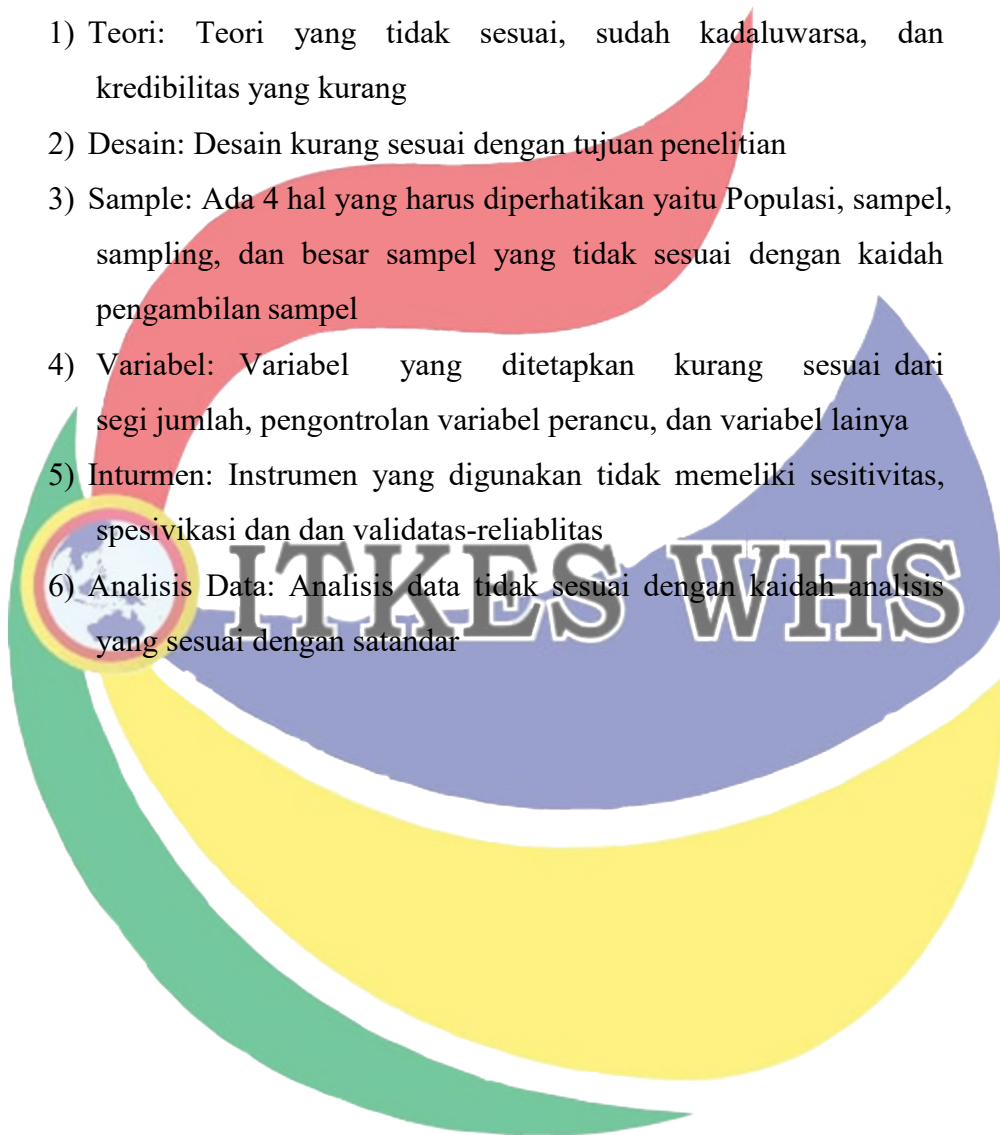 1) Teori: Teori yang tidak sesuai, sudah kadaluwarsa, dan
kredibilitas yang kurang
2) Desain: Desain kurang sesuai dengan tujuan penelitian
3) Sample: Ada 4 hal yang harus diperhatikan yaitu Populasi, sampel,
sampling, dan besar sampel yang tidak sesuai dengan kaidah
pengambilan sampel
4) Variabel: Variabel yang ditetapkan kurang sesuai dari
segi jumlah, pengontrolan variabel perancu, dan variabel lainya
5) Inturmen: Instrumen yang digunakan tidak memeliki sesitivitas,
spesivikasi dan dan validatas-reliablitas
ITKES WHS
6) Analisis Data: Analisis data tidak sesuai dengan kaidah analisis
yang sesuai dengan satandar